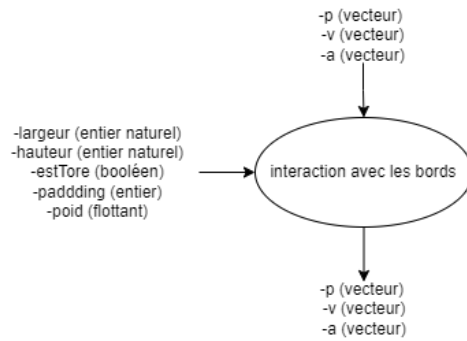 -p (vecteur)
-v (vecteur)
-a (vecteur)
-largeur (entier naturel)
-hauteur (entier naturel)
-estTore (booléen)
-paddding (entier)
-poid (flottant)
interaction avec les bords
-p (vecteur)
-v (vecteur)
-a (vecteur)